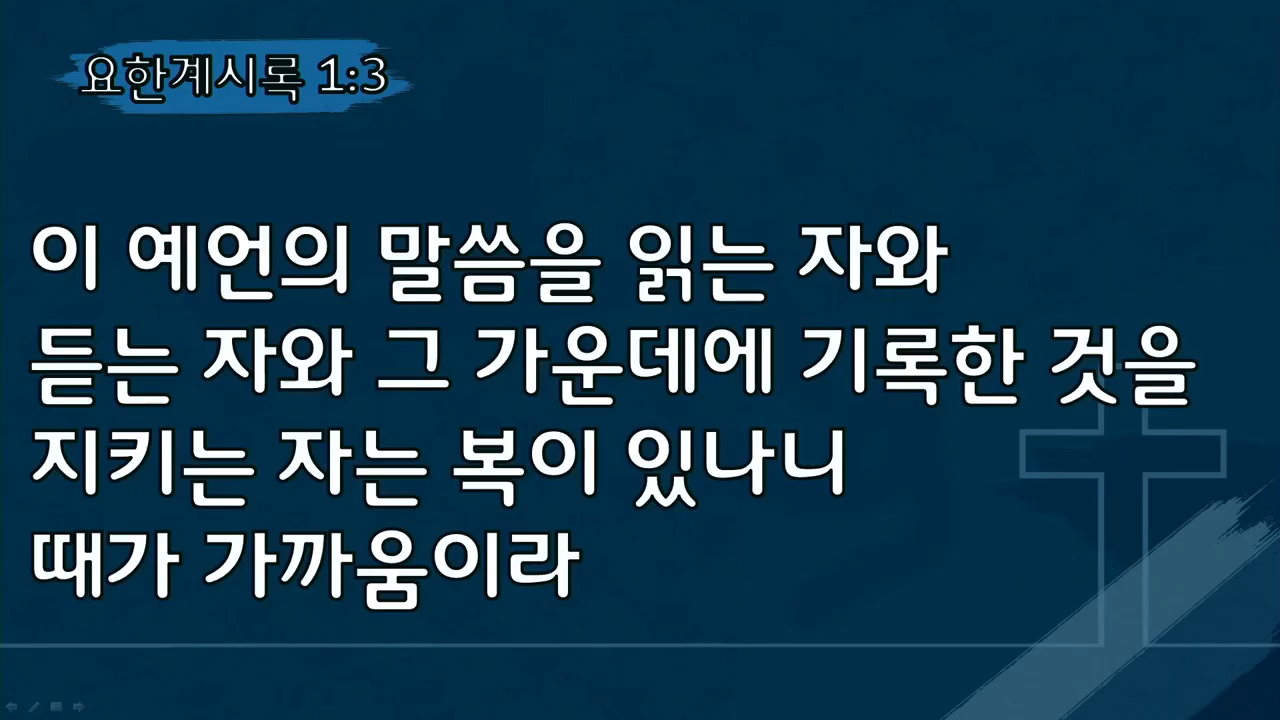 요한계시록 1:3
이 예언의 말씀을 읽는 자와
듣는 자와 그 가운데에 기록한 것을
지키는 자는 복이 있나니
때가 가까움이라